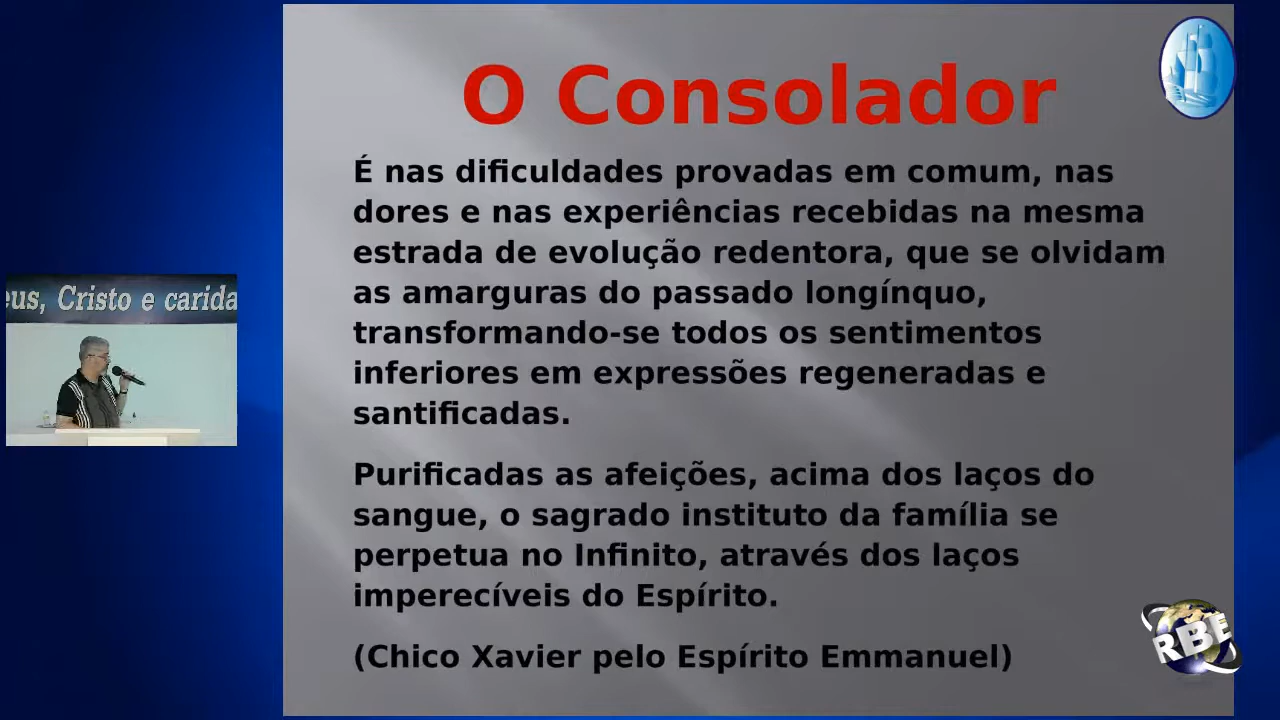 O Consolador
É nas dificuldades provadas em comum, nas
dores e nas experiências recebidas na mesma
estrada de evolução redentora, que se olvidam
as amarguras do passado longínquo,
transformando-se todos os sentimentos
inferiores em expressões regeneradas e
santificadas.
Purificadas as afeições, acima dos laços do
sangue, o sagrado instituto da família se
perpetua no Infinito, através dos laços
imperecíveis do Espírito.
(Chico Xavier pelo Espírito Emmanuel)
eus, Cristo e carida
RBE